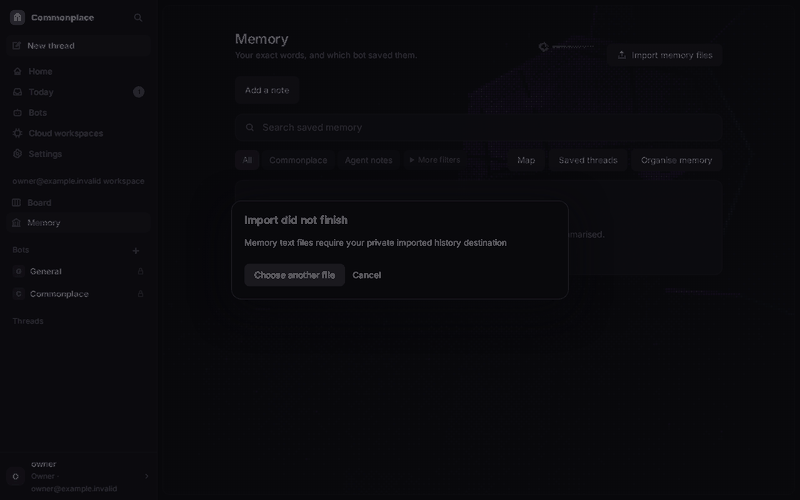 Commonplace
New thread
Home
Today
Bots
Cloud workspaces
Settings
owner@example.invalid workspace
Board
Memory
Bots
G General
C Commonplace
Threads
owner
Owner ·
owner@example.invalid
Memory
Your exact words, and which bot saved them.
Import memory files
Add a note
Search saved memory
All Commonplace Agent notes More filters Map Saved threads Organise memory
Import did not finish
Memory text files require your private imported history destination
Choose another file Cancel